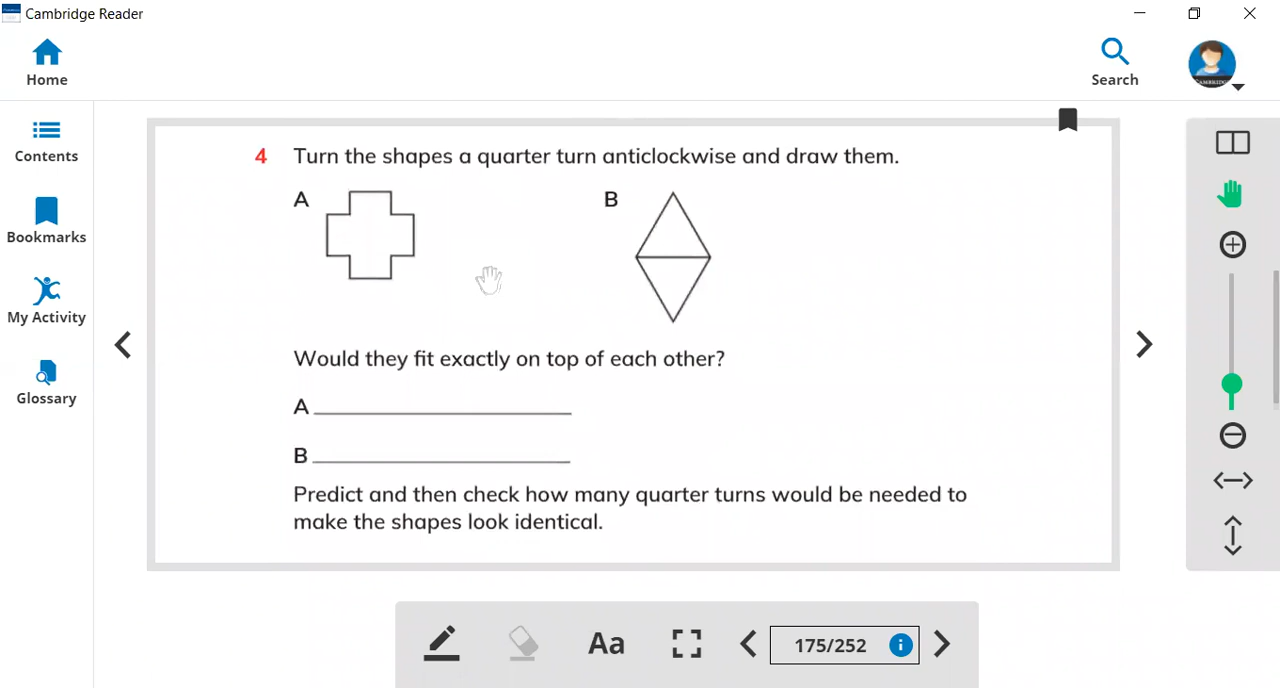 Cambridge Reader
Home
Search
Contents
Bookmarks
My Activity
Glossary
4 Turn the shapes a quarter turn anticlockwise and draw them.
A B
Would they fit exactly on top of each other?
A
B
Predict and then check how many quarter turns would be needed to
make the shapes look identical.
Aa
175/252